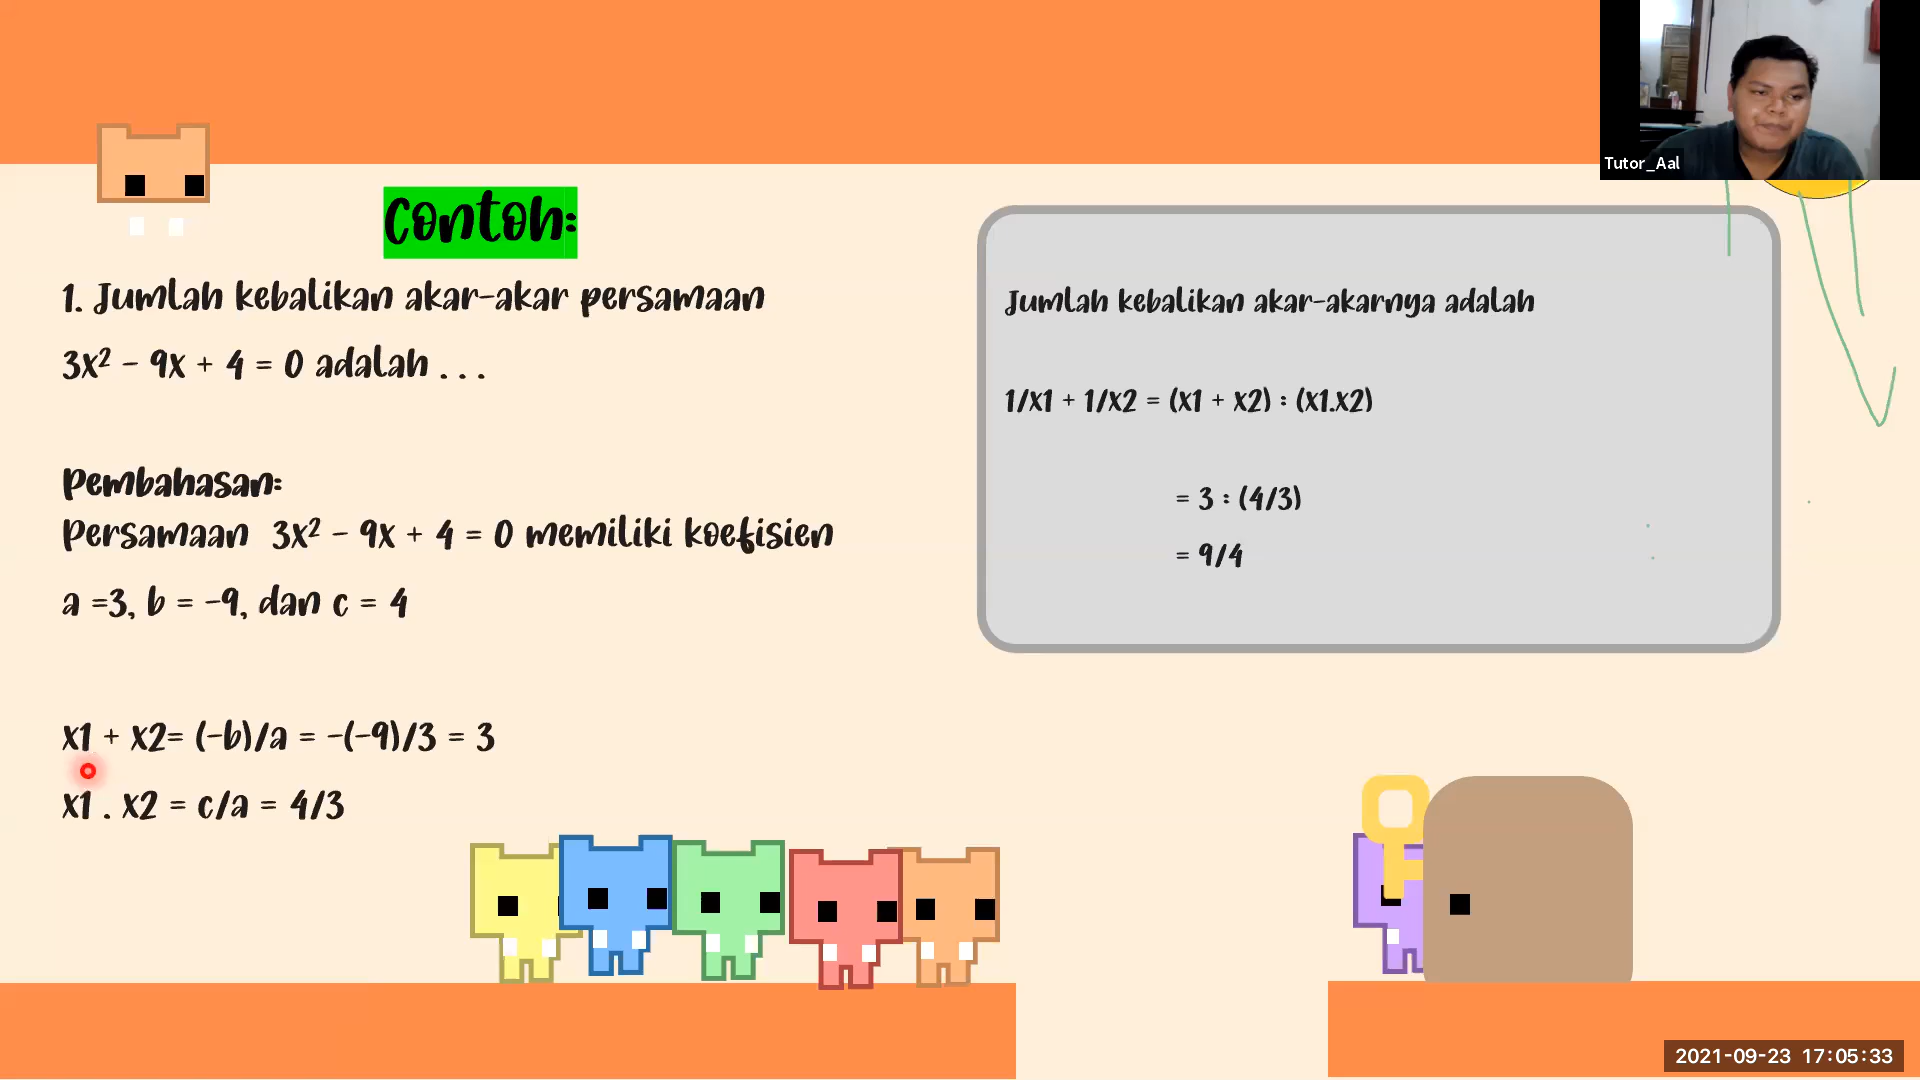 Tutor_Aal
Contoh:
1. Jumlah kebalikan akar-akar persamaan
3x² - 9x + 4 = 0 adalah . . .
Pembahasan:
Persamaan 3x² - 9x + 4 = 0 memiliki koefisien
a =3, b = -9, dan c = 4
x1 + x2= (-b)/a = -(-9)/3 = 3
x1 . x2 = c/a = 4/3
Jumlah kebalikan akar-akarnya adalah
1/x1 + 1/x2 = (x1 + x2) : (x1.x2)
= 3 : (4/3)
= 9/4
2021-09-23 17:05:33